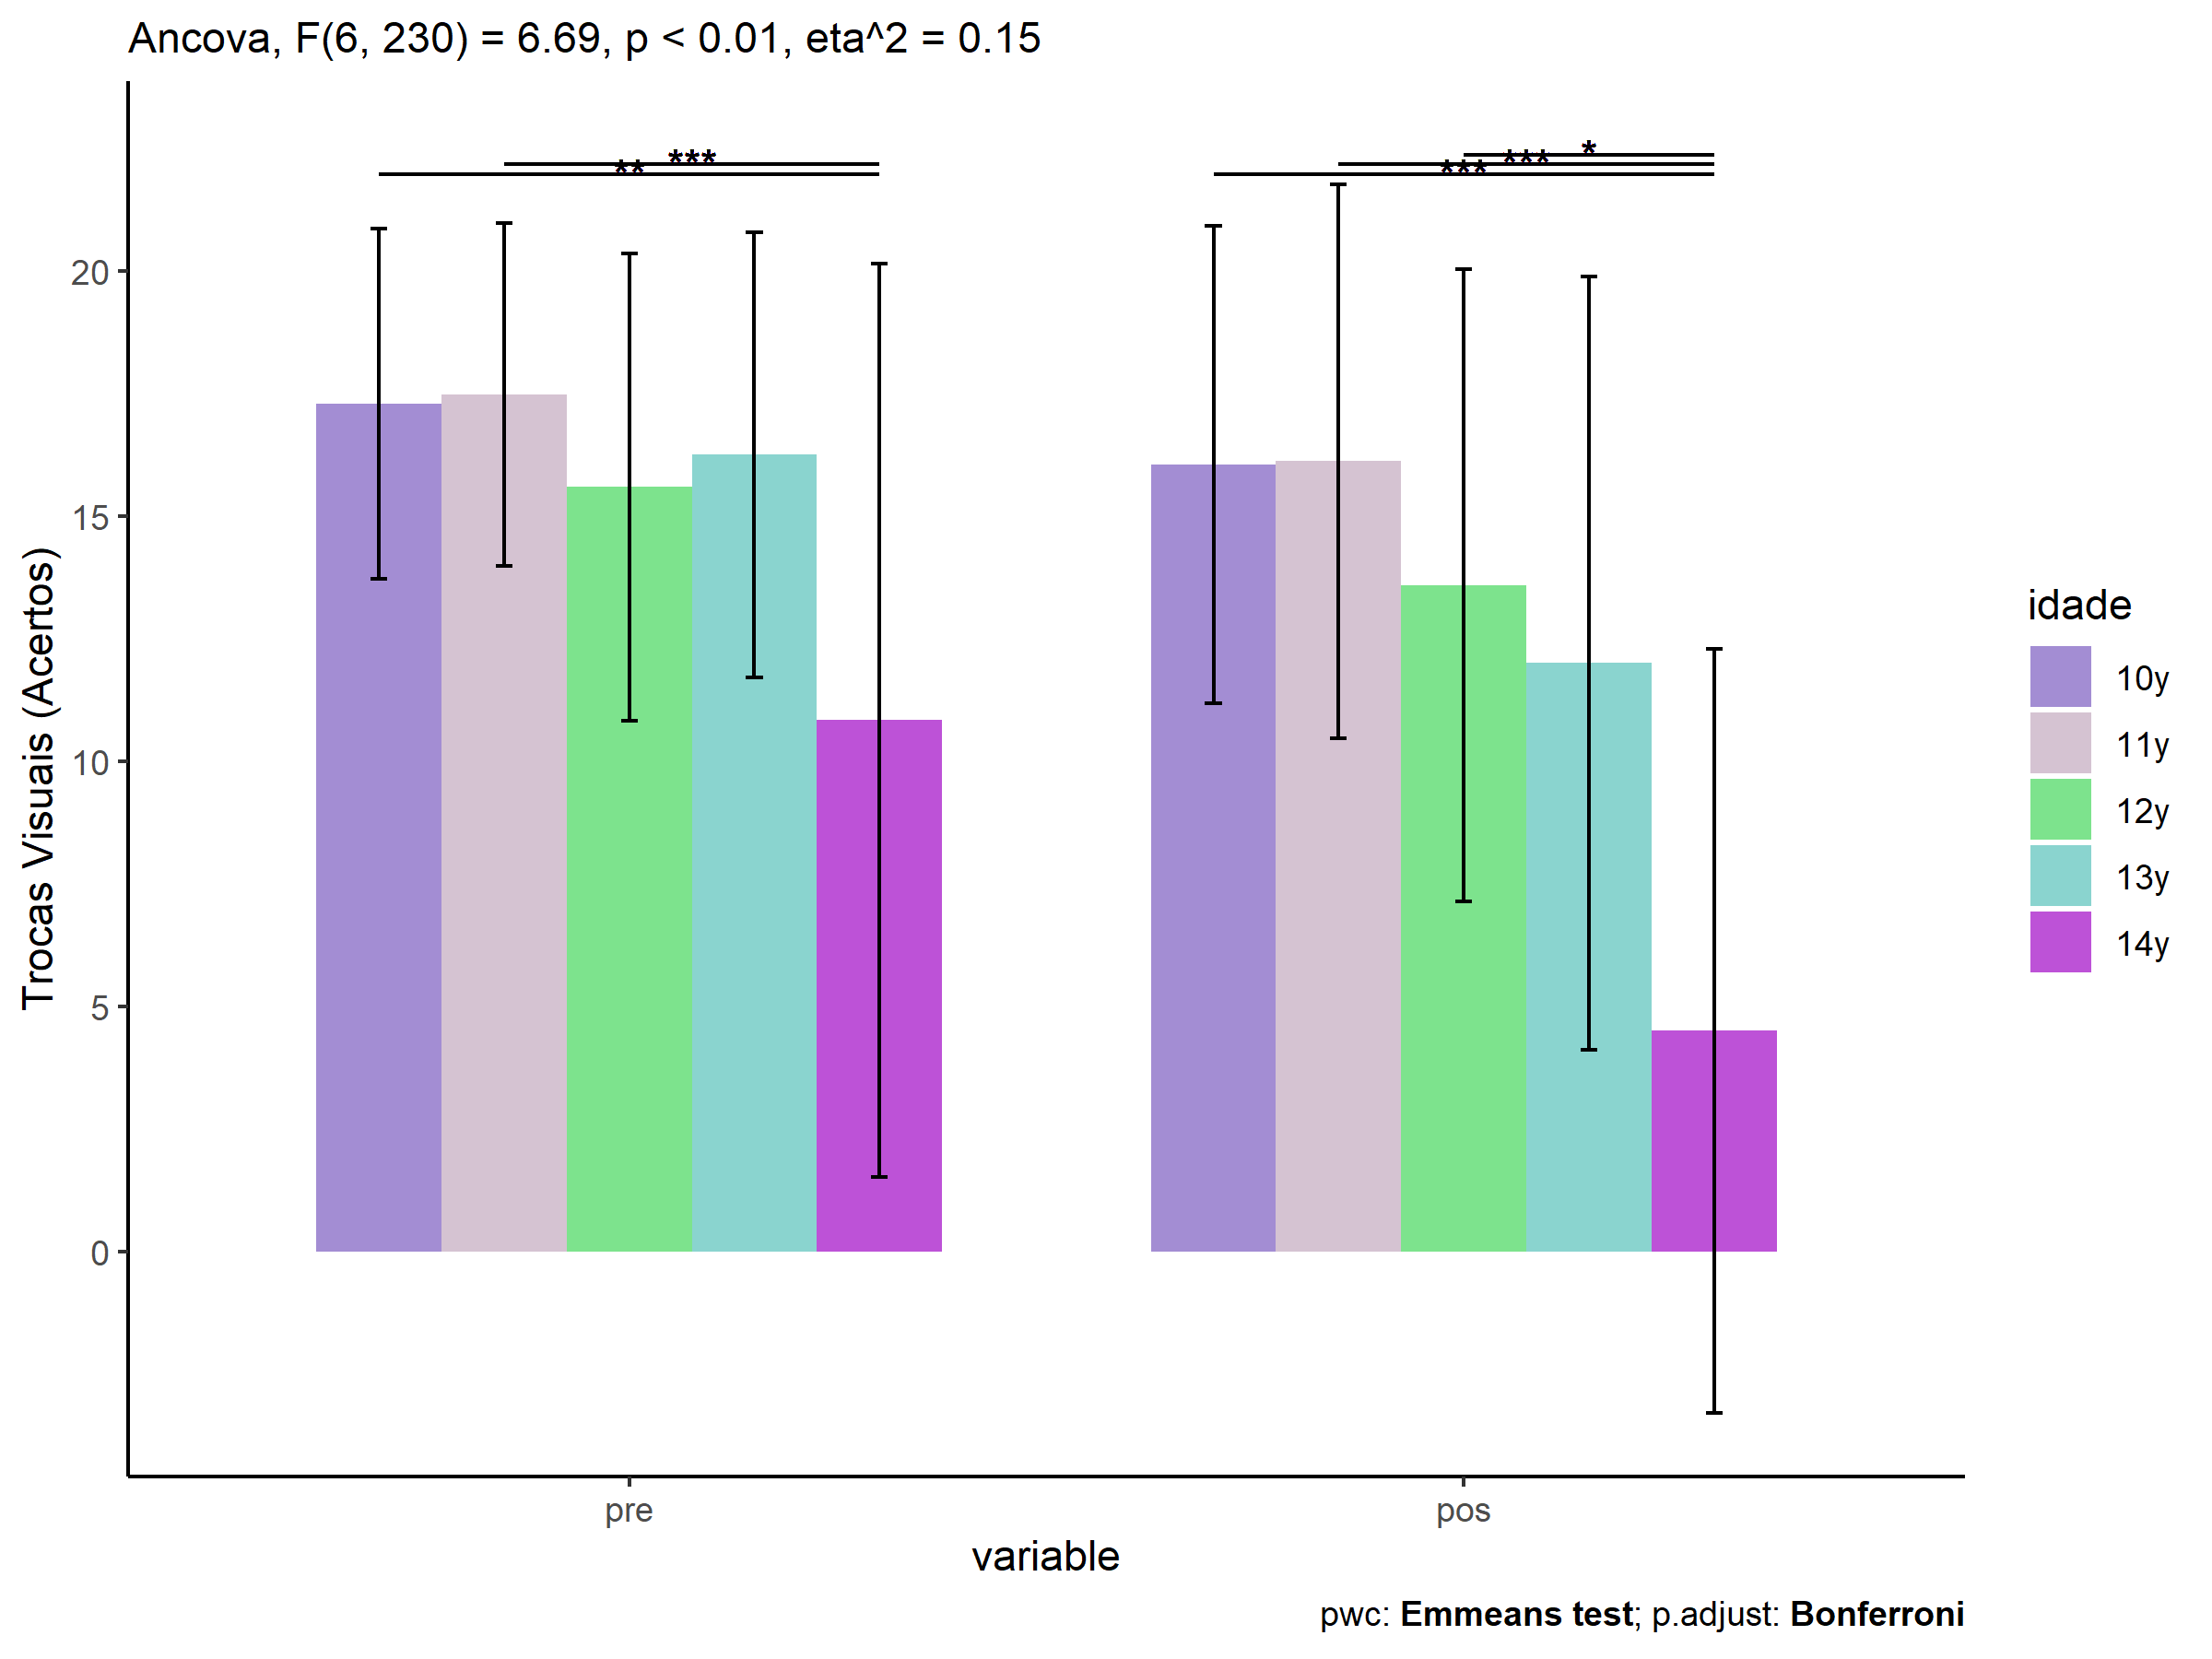 Ancova, F(6, 230) = 6.69, p < 0.01, eta^2 = 0.15
Trocas Visuais (Acertos)
20
15
10
5
0
***
**
*
***
***
pre
pos
variable
idade
10y
11y
12y
13y
14y
pwc: Emmeans test; p.adjust: Bonferroni